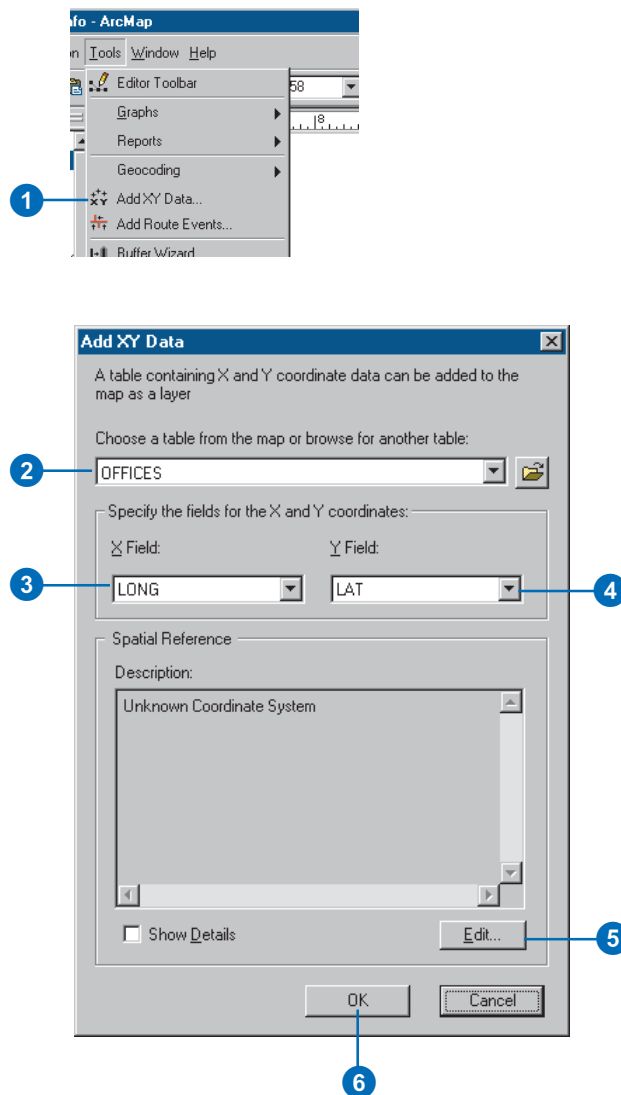 nfo - ArcMap
on Tools Window Help
Editor Toolbar
58
Graphs
8
Reports
Geocoding
1
Add XY Data...
Add Route Events...
Buffer Wizard
Add XY Data
A table containing X and Y coordinate data can be added to the
map as a layer
Choose a table from the map or browse for another table:
2
OFFICES
Specify the fields for the X and Y coordinates:
X Field: Y Field:
3
LONG LAT
4
Spatial Reference
Description:
Unknown Coordinate System
Show Details Edit...
5
OK Cancel
6